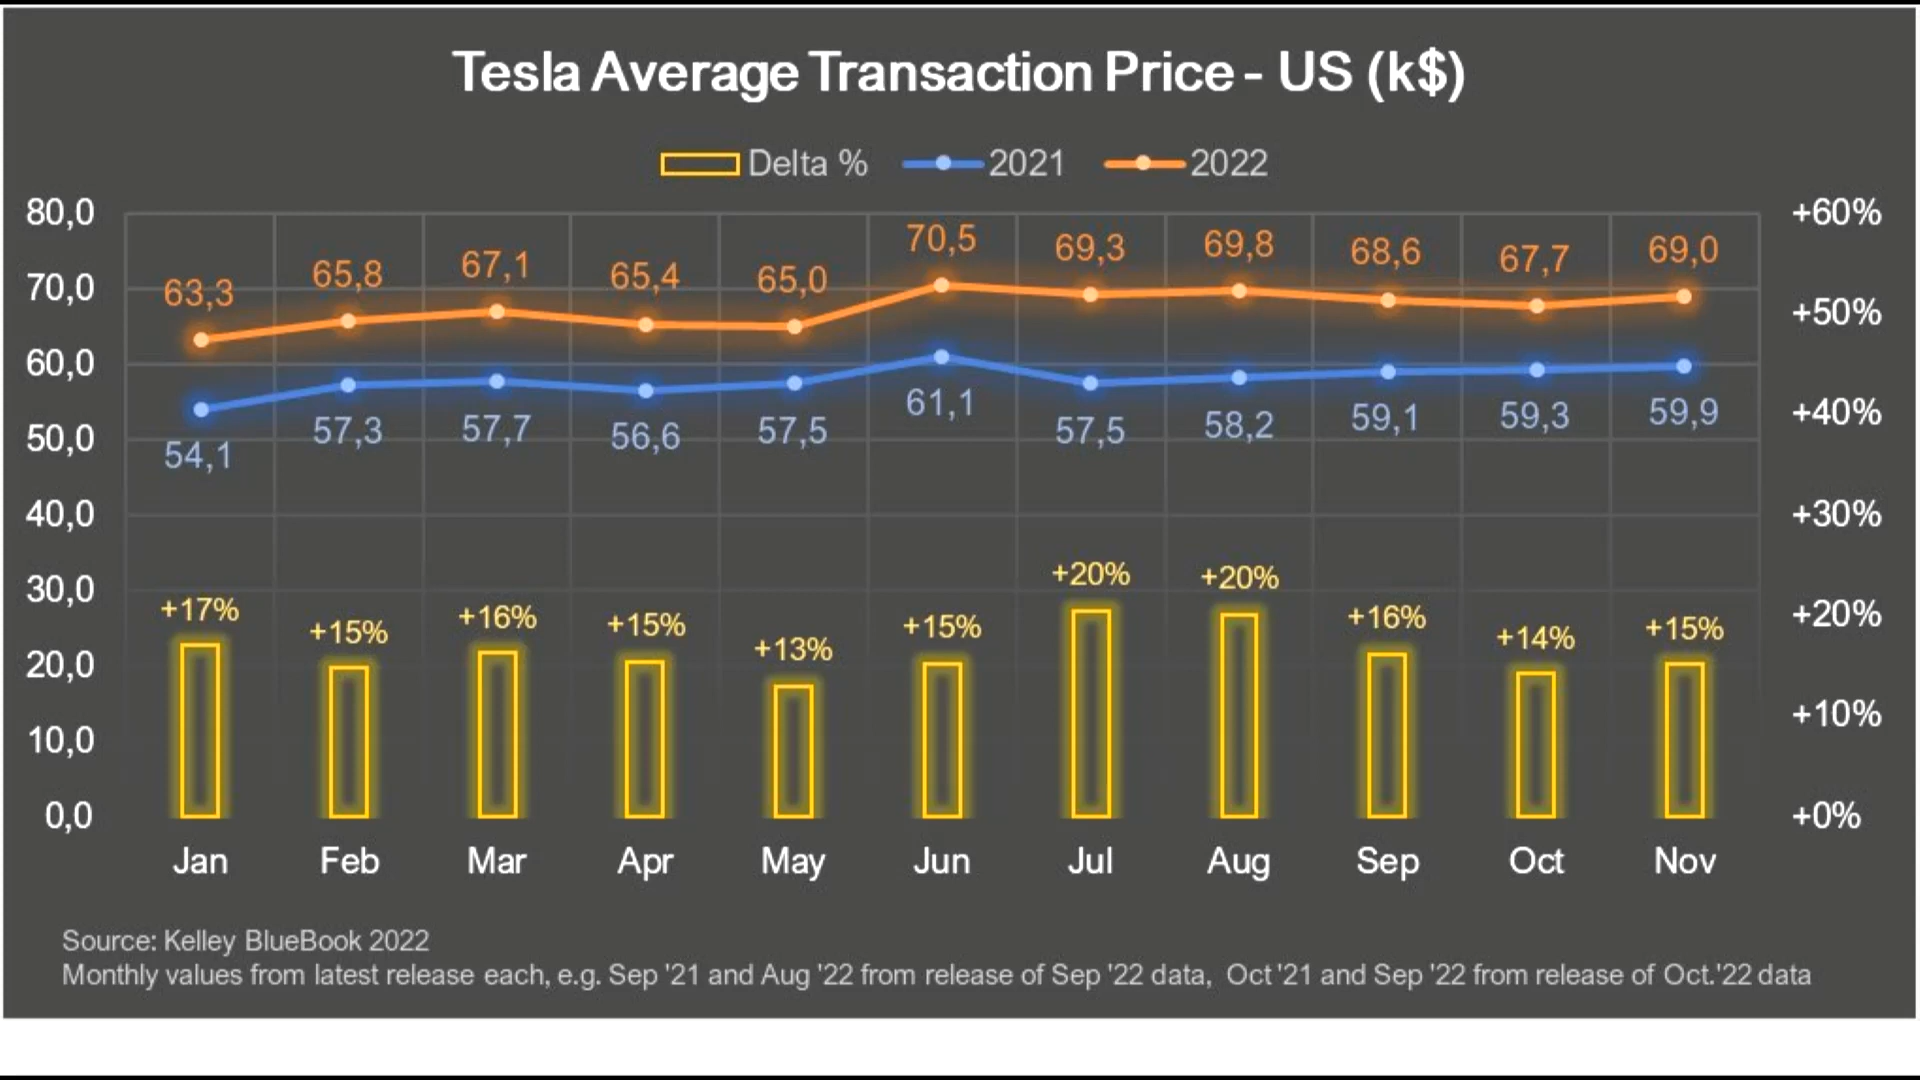 Tesla Average Transaction Price - US (k$)
Delta % 2021 2022
80,0 +60%
70,5 69,3 69,8 68,6 67,7 69,0
63,3 65,8 67,1 65,4 65,0
70,0 +50%
60,0 +40%
54,1 57,3 57,7 56,6 57,5 61,1 57,5 58,2 59,1 59,3 59,9
50,0
40,0 +30%
30,0 +20%
+17% +15% +16% +15% +13% +15% +20% +20% +16% +14% +15%
20,0 +10%
10,0
0,0 +0%
Jan Feb Mar Apr May Jun Jul Aug Sep Oct Nov
Source: Kelley BlueBook 2022
Monthly values from latest release each, e.g. Sep '21 and Aug '22 from release of Sep '22 data, Oct '21 and Sep '22 from release of Oct.'22 data